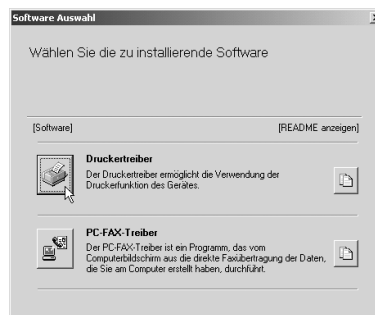 Software Auswahl
Wählen Sie die zu installierende Software
[Software] [README anzeigen]
Druckertreiber
Der Druckertreiber ermöglicht die Verwendung der
Druckerfunktion des Gerätes.
PC-FAX-Treiber
Der PC-FAX-Treiber ist ein Programm, das vom
Computerbildschirm aus die direkte Faxübertragung der Daten,
die Sie am Computer erstellt haben, durchführt.